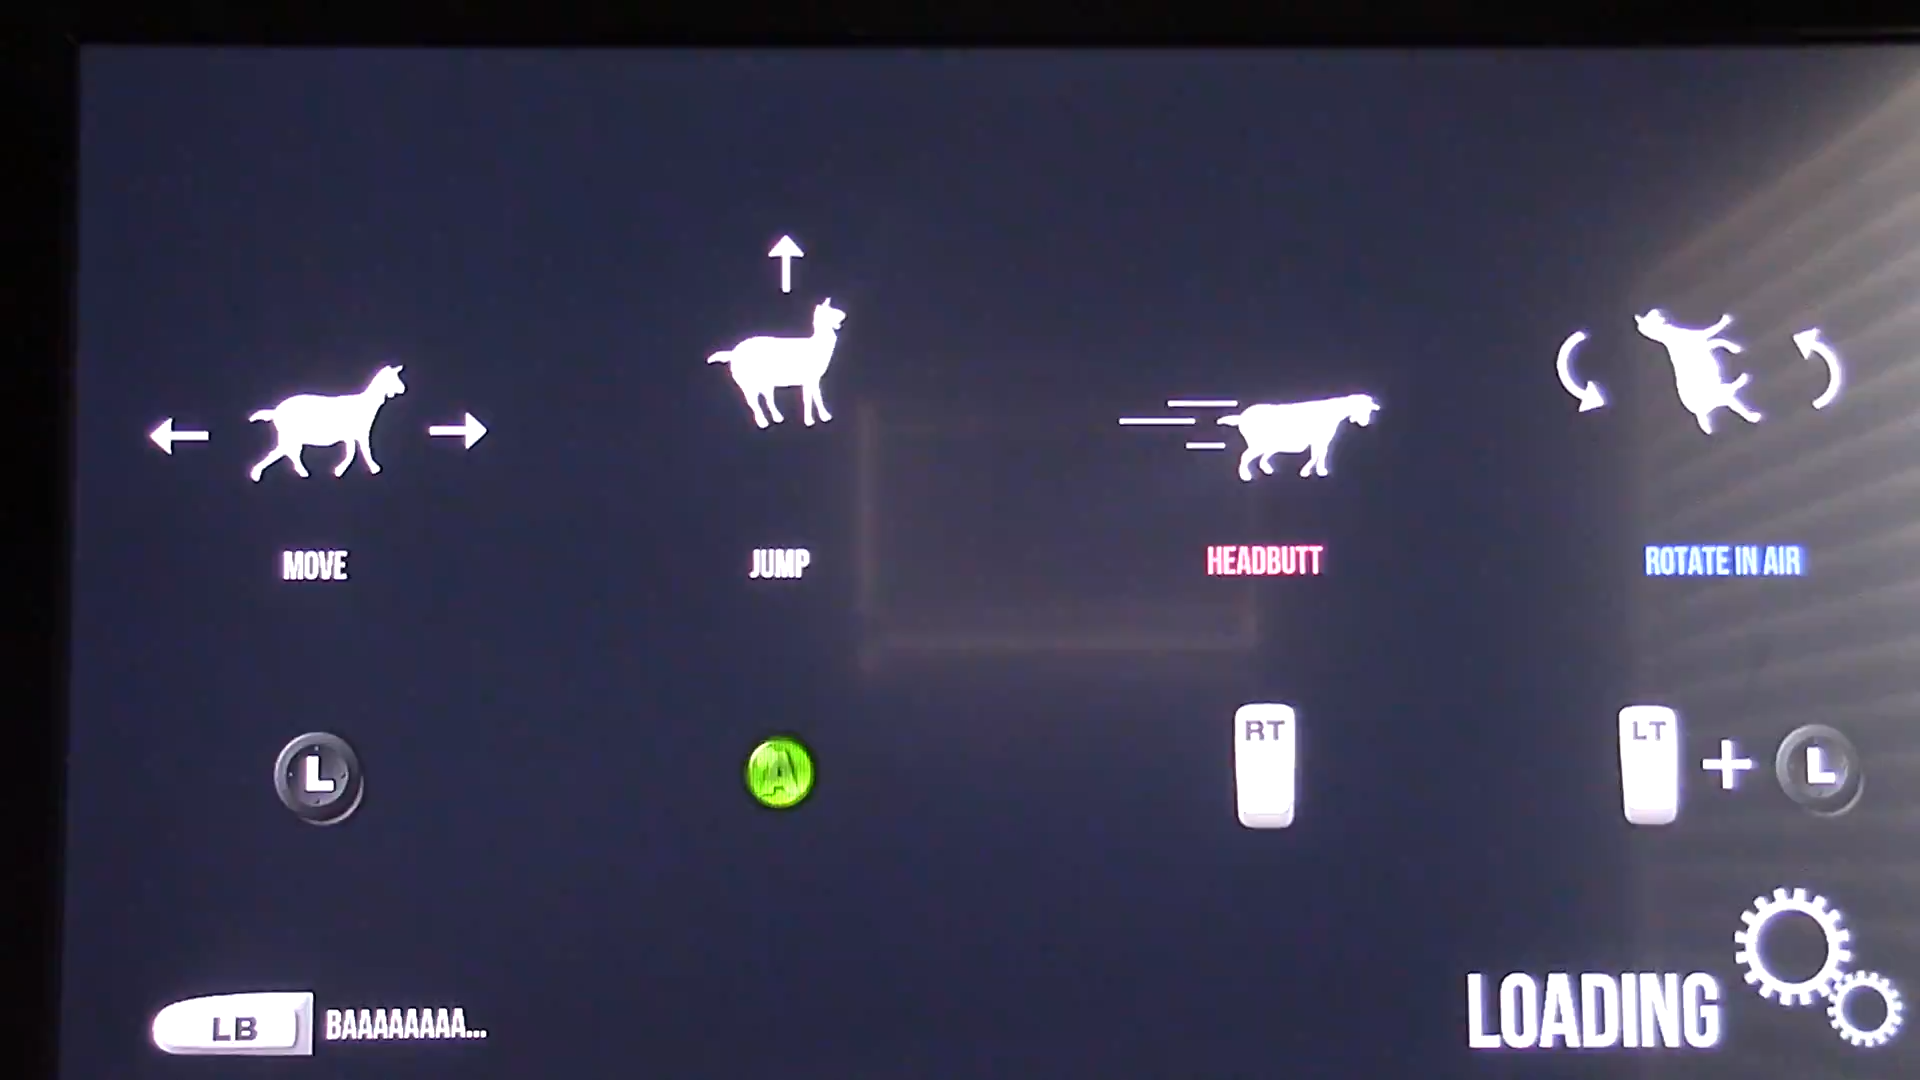 MOVE
JUMP
HEADBUTT
ROTATE IN AIR
L
A
RT
LT + L
LB BAAAAAAAA...
LOADING